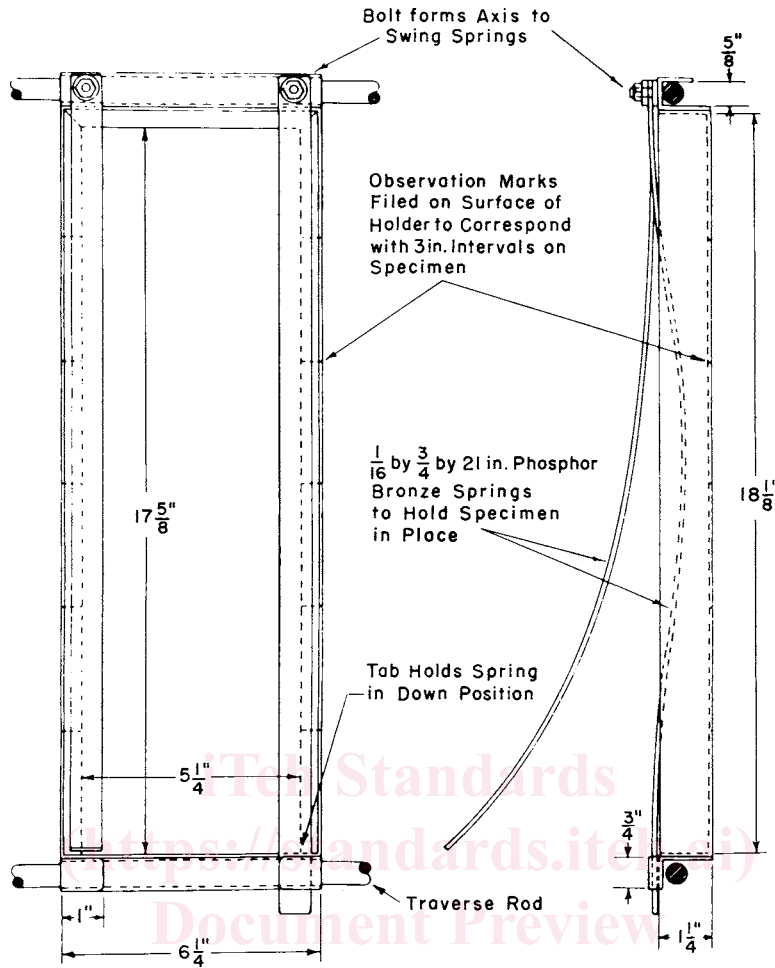 Bolt forms Axis to
Swing Springs
5/8"
Observation Marks
Filed on Surface of
Holder to Correspond
with 3 in. Intervals on
Specimen
1/16 by 3/4 by 21 in. Phosphor
Bronze Springs
to Hold Specimen
in Place
17 5/8"
18 1/8"
Tab Holds Spring
in Down Position
5 1/4"
3/4"
Traverse Rod
1"
6 1/4"
1 1/4"
iTeh Standards
(https://standards.iteh.ai)
Document Preview